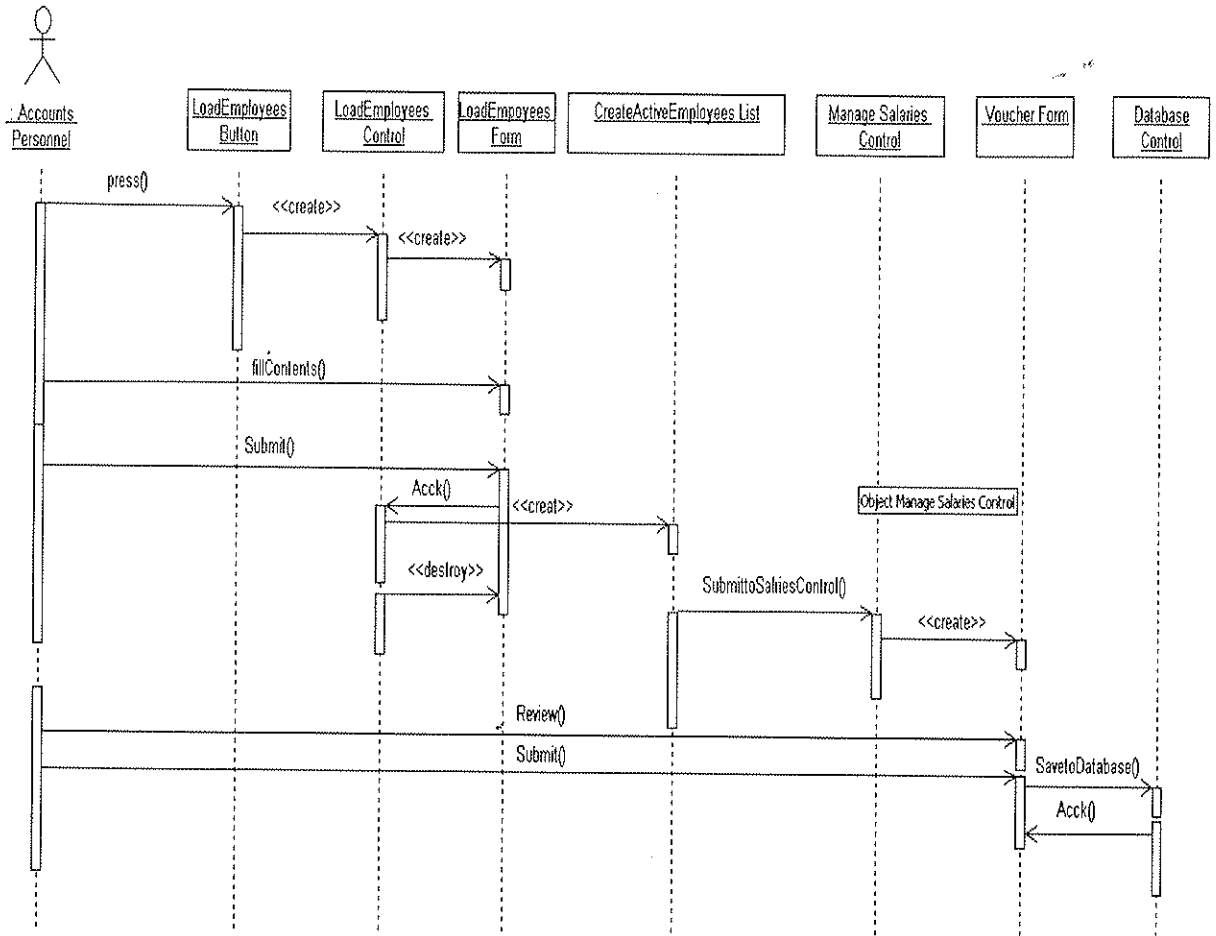 : Accounts
Personnel
LoadEmployees
Button
LoadEmployees
Control
LoadEmpoyees
Form
CreateActiveEmployees List
Manage Salaries
Control
Voucher Form
Database
Control
press()
<<create>>
<<create>>
fillContents()
Submit()
Acck()
<<creat>>
Object Manage Salaries Control
<<destroy>>
SubmittoSalriesControl()
<<create>>
Review()
Submit()
SavetoDatabase()
Acck()